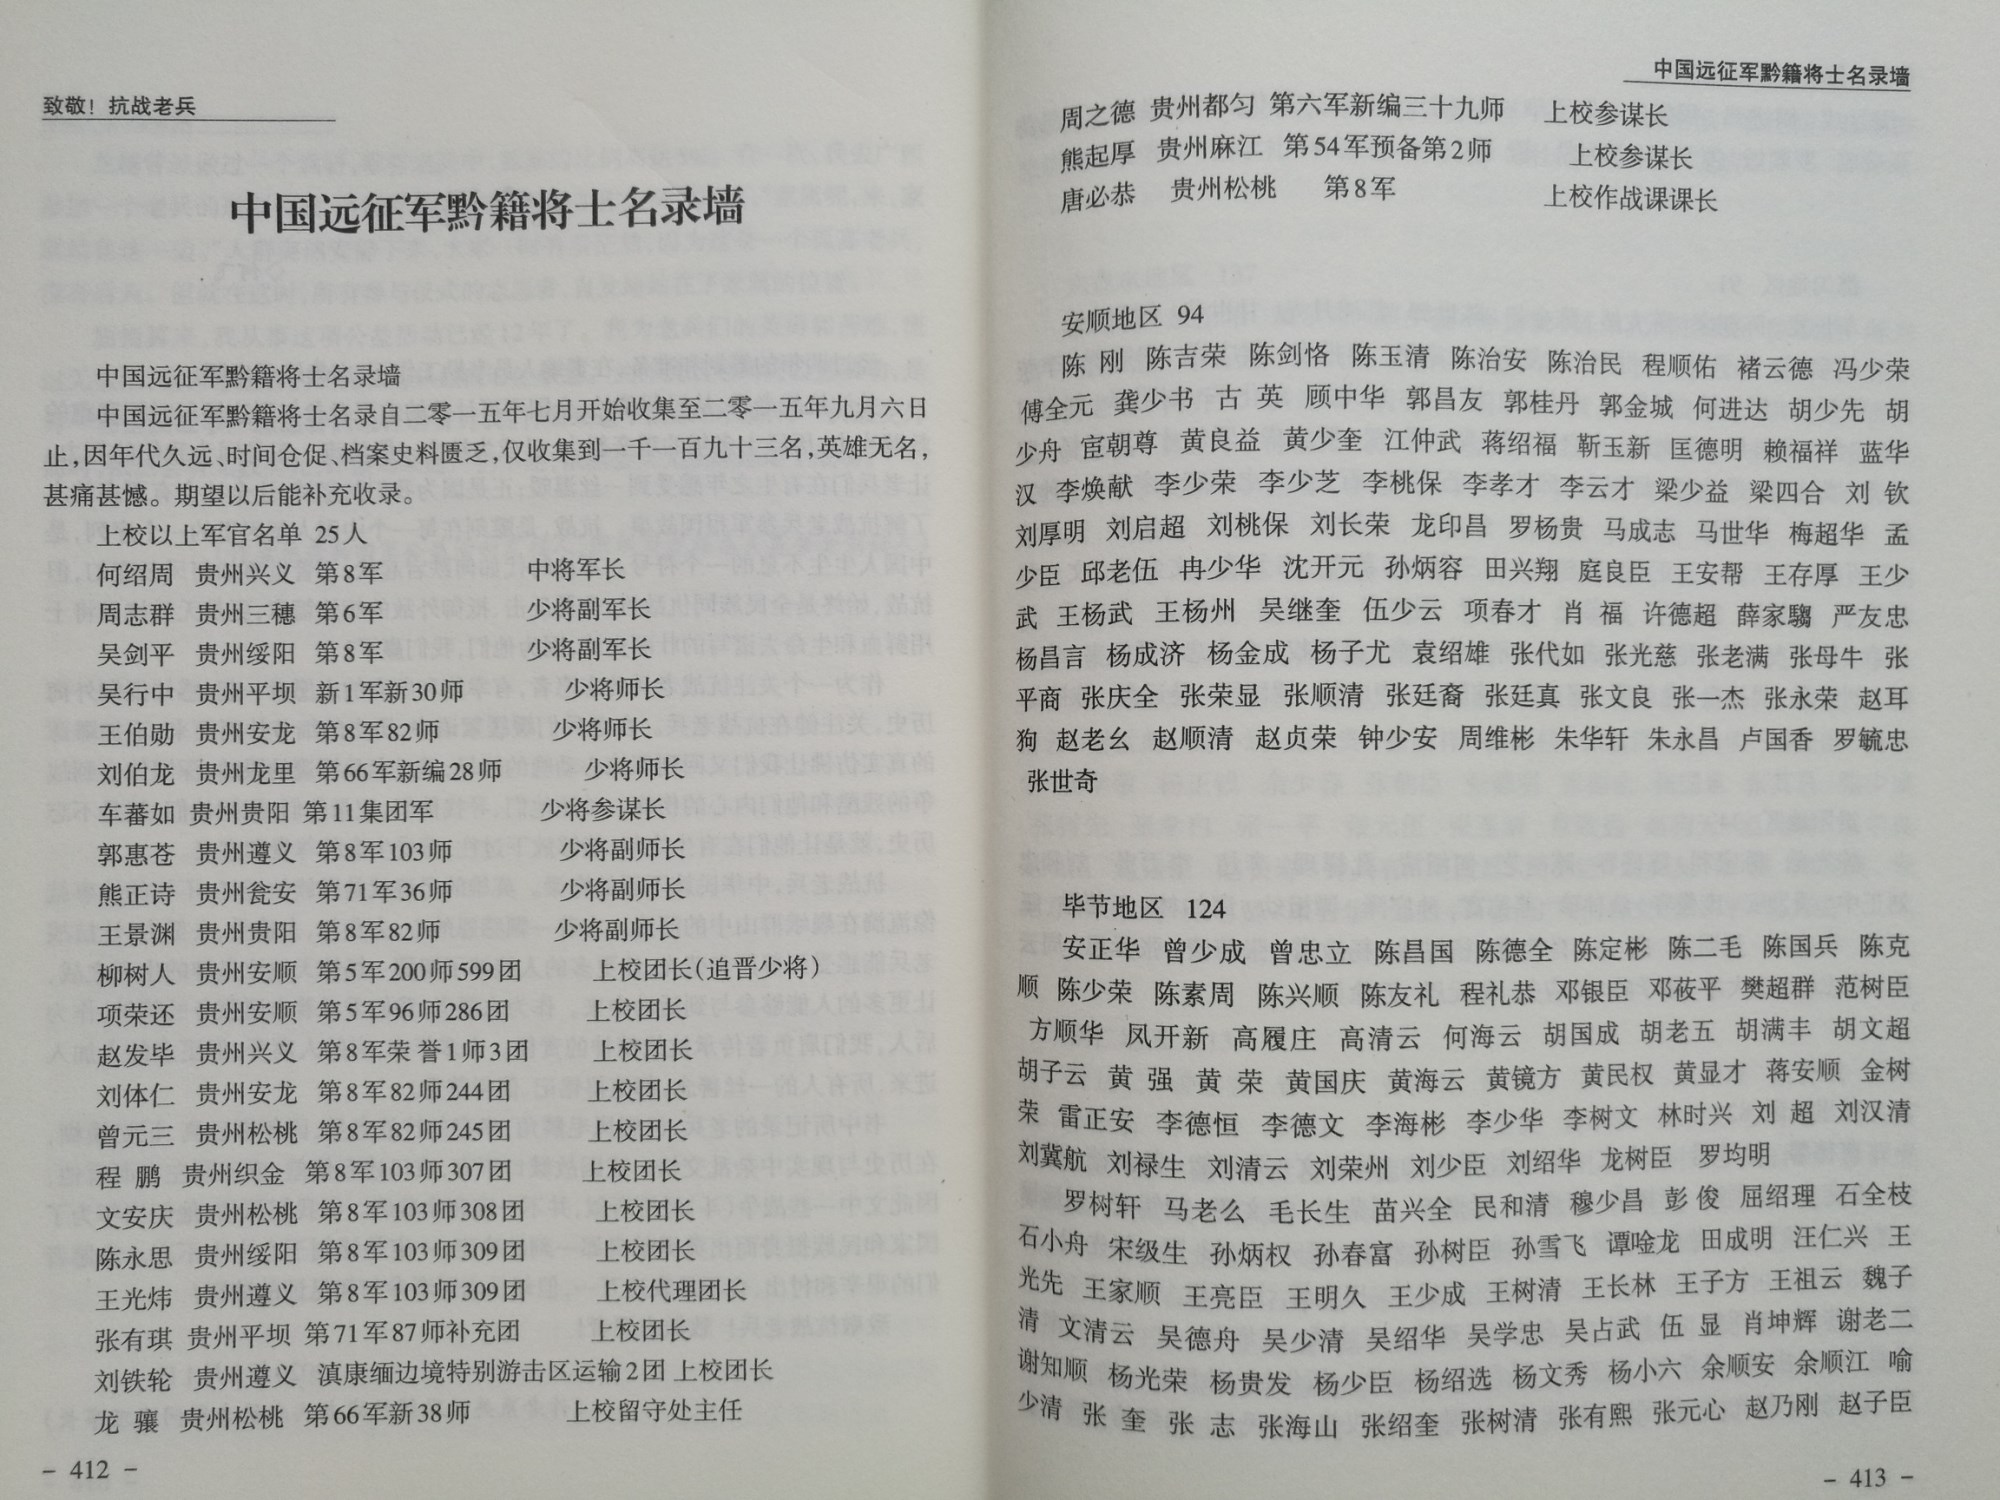 致敬！抗战老兵
中国远征军黔籍将士名录墙
中国远征军黔籍将士名录墙
中国远征军黔籍将士名录自二零一五年七月开始收集至二零一五年九月六日
止，因年代久远、时间仓促、档案史料匮乏，仅收集到一千一百九十三名，英雄无名，
甚痛甚憾。期望以后能补充收录。
上校以上军官名单 25人
何绍周 贵州兴义 第8军 中将军长
周志群 贵州三穗 第6军 少将副军长
吴剑平 贵州绥阳 第8军 少将副军长
吴行中 贵州平坝 新1军新30师 少将师长
王伯勋 贵州安龙 第8军82师 少将师长
刘伯龙 贵州龙里 第66军新编28师 少将师长
车蕃如 贵州贵阳 第11集团军 少将参谋长
郭惠苍 贵州遵义 第8军103师 少将副师长
熊正诗 贵州瓮安 第71军36师 少将副师长
王景渊 贵州贵阳 第8军82师 少将副师长
柳树人 贵州安顺 第5军200师599团 上校团长（追晋少将）
项荣还 贵州安顺 第5军96师286团 上校团长
赵发毕 贵州兴义 第8军荣 誉1师3团 上校团长
刘体仁 贵州安龙 第8军82师244团 上校团长
曾元三 贵州松桃 第8军82师245团 上校团长
程 鹏 贵州织金 第8军103师307团 上校团长
文安庆 贵州松桃 第8军103师308团 上校团长
陈永思 贵州绥阳 第8军103师309团 上校团长
王光炜 贵州遵义 第8军103师309团 上校代理团长
张有琪 贵州平坝 第71军87师补充团 上校团长
刘铁轮 贵州遵义 滇康缅边境特别游击区运输2团 上校团长
龙 骧 贵州松桃 第66军新38师 上校留守处主任
- 412 -
中国远征军黔籍将士名录墙
周之德 贵州都匀 第六军新编三十九师 上校参谋长
熊起厚 贵州麻江 第54军预备第2师 上校参谋长
唐必恭 贵州松桃 第8军 上校作战课课长
安顺地区 94
陈 刚 陈吉荣 陈剑恪 陈玉清 陈治安 陈治民 程顺佑 褚云德 冯少荣
傅全元 龚少书 古 英 顾中华 郭昌友 郭桂丹 郭金城 何进达 胡少先 胡
少舟 宦朝尊 黄良益 黄少奎 江仲武 蒋绍福 靳玉新 匡德明 赖福祥 蓝华
汉 李焕献 李少荣 李少芝 李桃保 李孝才 李云才 梁少益 梁四合 刘 钦
刘厚明 刘启超 刘桃保 刘长荣 龙印昌 罗杨贵 马成志 马世华 梅超华 孟
少臣 邱老伍 冉少华 沈开元 孙炳容 田兴翔 庭良臣 王安帮 王存厚 王少
武 王杨武 王杨州 吴继奎 伍少云 项春才 肖 福 许德超 薛家騶 严友忠
杨昌言 杨成济 杨金成 杨子尤 袁绍雄 张代如 张光慈 张老满 张母牛 张
平商 张庆全 张荣显 张顺清 张廷裔 张廷真 张文良 张一杰 张永荣 赵耳
狗 赵老幺 赵顺清 赵贞荣 钟少安 周维彬 朱华轩 朱永昌 卢国香 罗毓忠
张世奇
毕节地区 124
安正华 曾少成 曾忠立 陈昌国 陈德全 陈定彬 陈二毛 陈国兵 陈克
顺 陈少荣 陈素周 陈兴顺 陈友礼 程礼恭 邓银臣 邓莜平 樊超群 范树臣
方顺华 凤开新 高履庄 高清云 何海云 胡国成 胡老五 胡满丰 胡文超
胡子云 黄 强 黄 荣 黄国庆 黄海云 黄镜方 黄民权 黄显才 蒋安顺 金树
荣 雷正安 李德恒 李德文 李海彬 李少华 李树文 林时兴 刘 超 刘汉清
刘冀航 刘禄生 刘清云 刘荣州 刘少臣 刘绍华 龙树臣 罗均明
罗树轩 马老么 毛长生 苗兴全 民和清 穆少昌 彭 俊 屈绍理 石全枝
石小舟 宋级生 孙炳权 孙春富 孙树臣 孙雪飞 谭唫龙 田成明 汪仁兴 王
光先 王家顺 王亮臣 王明久 王少成 王树清 王长林 王子方 王祖云 魏子
清 文清云 吴德舟 吴少清 吴绍华 吴学忠 吴占武 伍 显 肖坤辉 谢老二
谢知顺 杨光荣 杨贵发 杨少臣 杨绍选 杨文秀 杨小六 余顺安 余顺江 喻
少清 张 奎 张 志 张海山 张绍奎 张树清 张有熙 张元心 赵乃刚 赵子臣
- 413 -